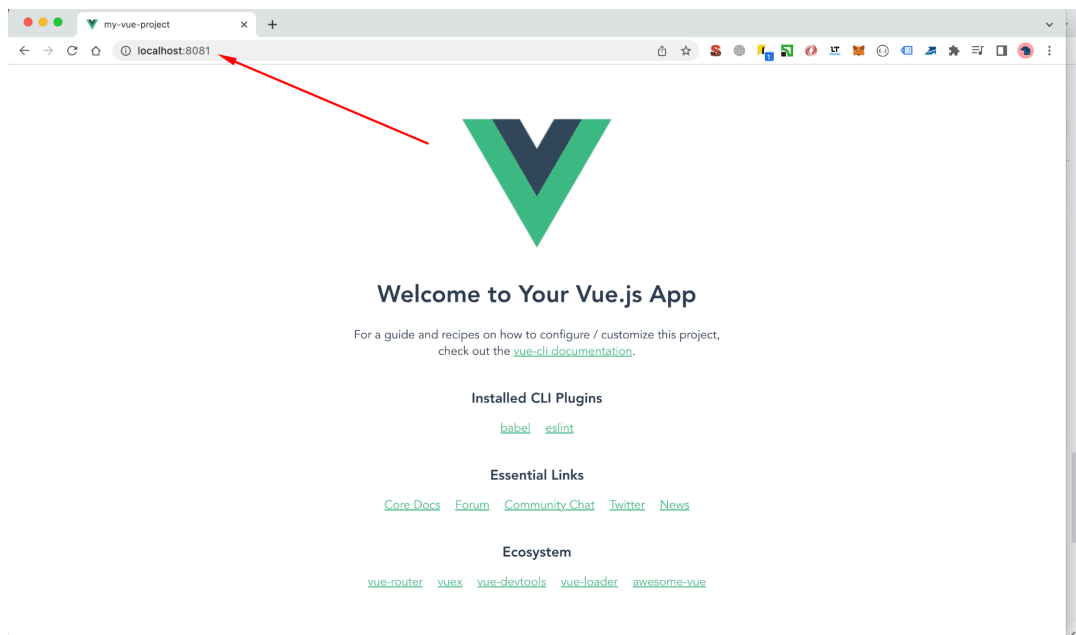 my-vue-project
localhost:8081
1
LT
Welcome to Your Vue.js App
For a guide and recipes on how to configure / customize this project,
check out the vue-cli documentation.
Installed CLI Plugins
babel eslint
Essential Links
Core Docs Forum Community Chat Twitter News
Ecosystem
vue-router vuex vue-devtools vue-loader awesome-vue